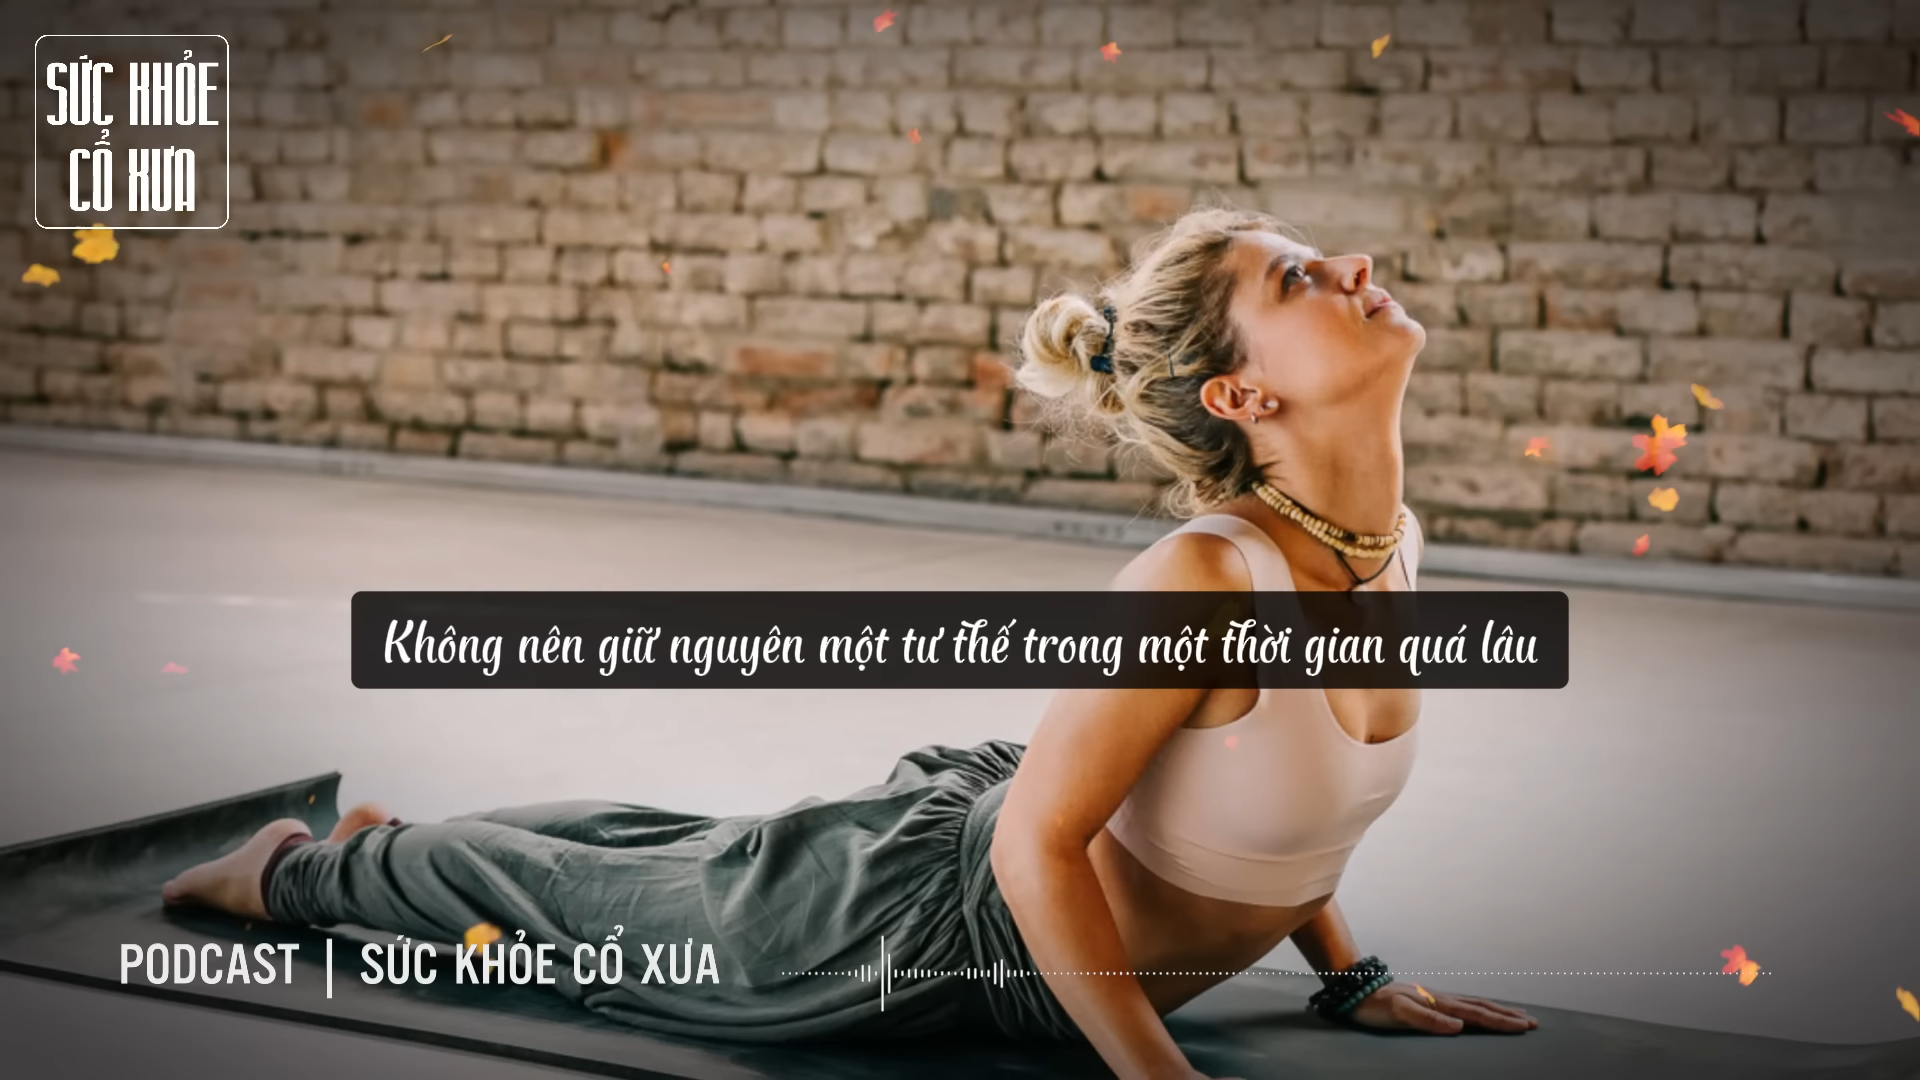 SỨC KHỎE
CỔ XƯA
Không nên giữ nguyên một tư thế trong một thời gian quá lâu
PODCAST | SỨC KHỎE CỔ XƯA